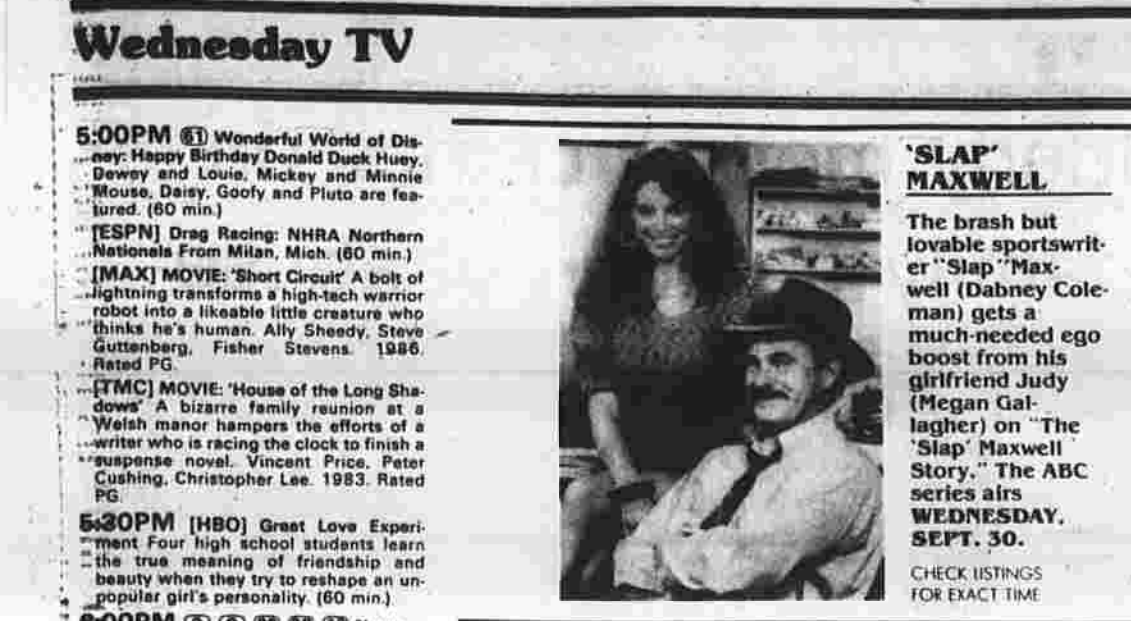 Wednesday TV
5:00PM (61) Wonderful World of Dis-
ney: Happy Birthday Donald Duck Huey,
Dewey and Louie, Mickey and Minnie
Mouse, Daisy, Goofy and Pluto are fea-
tured. (60 min.)
[ESPN] Drag Racing: NHRA Northern
Nationals From Milan, Mich. (60 min.)
[MAX] MOVIE: 'Short Circuit' A bolt of
lightning transforms a high-tech warrior
robot into a likeable little creature who
thinks he's human. Ally Sheedy, Steve
Guttenberg, Fisher Stevens. 1986.
Rated PG.
[TMC] MOVIE: 'House of the Long Sha-
dows' A bizarre family reunion at a
Welsh manor hampers the efforts of a
writer who is racing the clock to finish a
suspense novel. Vincent Price, Peter
Cushing, Christopher Lee. 1983. Rated
PG.
5:30PM [HBO] Great Love Experi-
ment Four high school students learn
the true meaning of friendship and
beauty when they try to reshape an un-
popular girl's personality. (60 min.)
6:00PM
'SLAP'
MAXWELL
The brash but
lovable sportswrit-
er "Slap "Max-
well (Dabney Cole-
man) gets a
much-needed ego
boost from his
girlfriend Judy
(Megan Gal-
lagher) on "The
'Slap' Maxwell
Story." The ABC
series airs
WEDNESDAY,
SEPT. 30.
CHECK LISTINGS
FOR EXACT TIME